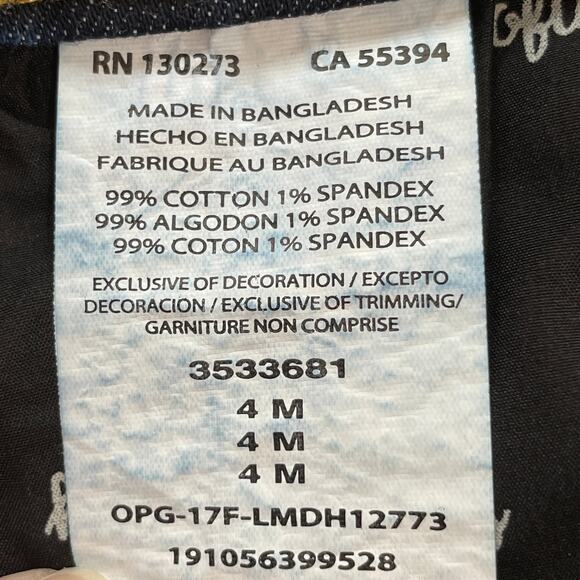 RN 130273 CA 55394
MADE IN BANGLADESH
HECHO EN BANGLADESH
FABRIQUE AU BANGLADESH
99% COTTON 1% SPANDEX
99% ALGODON 1% SPANDEX
99% COTON 1% SPANDEX
EXCLUSIVE OF DECORATION / EXCEPTO
DECORACION / EXCLUSIVE OF TRIMMING/
GARNITURE NON COMPRISE
3533681
4 M
4 M
4 M
OPG-17F-LMDH12773
191056399528